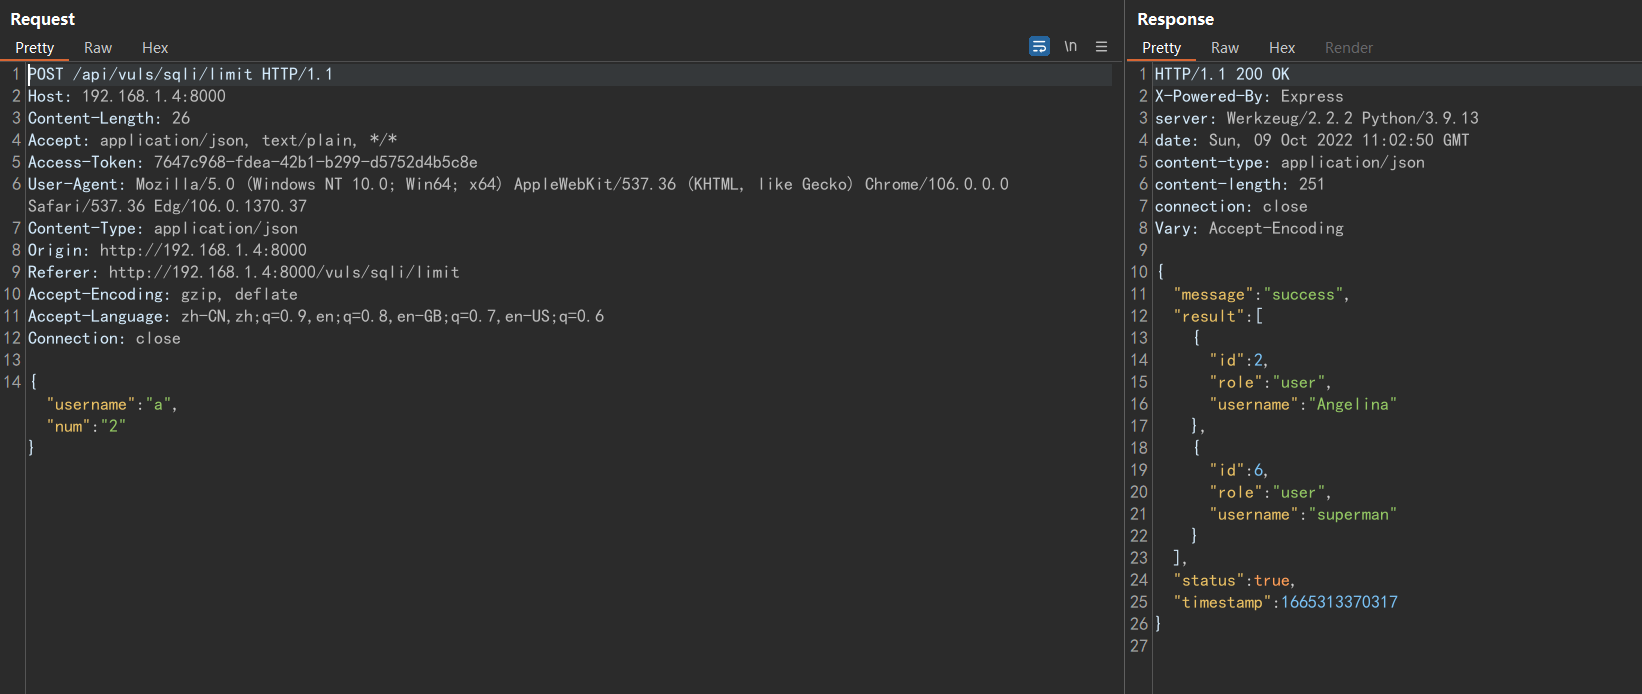 Request
Pretty Raw Hex
\n
1 POST /api/vuls/sqli/limit HTTP/1.1
2 Host: 192.168.1.4:8000
3 Content-Length: 26
4 Accept: application/json, text/plain, */*
5 Access-Token: 7647c968-fdea-42b1-b299-d5752d4b5c8e
6 User-Agent: Mozilla/5.0 (Windows NT 10.0; Win64; x64) AppleWebKit/537.36 (KHTML, like Gecko) Chrome/106.0.0.0
Safari/537.36 Edg/106.0.1370.37
7 Content-Type: application/json
8 Origin: http://192.168.1.4:8000
9 Referer: http://192.168.1.4:8000/vuls/sqli/limit
10 Accept-Encoding: gzip, deflate
11 Accept-Language: zh-CN,zh;q=0.9,en;q=0.8,en-GB;q=0.7,en-US;q=0.6
12 Connection: close
13
14 {
"username":"a",
"num":"2"
}
Response
Pretty Raw Hex Render
1 HTTP/1.1 200 OK
2 X-Powered-By: Express
3 server: Werkzeug/2.2.2 Python/3.9.13
4 date: Sun, 09 Oct 2022 11:02:50 GMT
5 content-type: application/json
6 content-length: 251
7 connection: close
8 Vary: Accept-Encoding
9
10 {
11 "message":"success",
12 "result":[
13 {
14 "id":2,
15 "role":"user",
16 "username":"Angelina"
17 },
18 {
19 "id":6,
20 "role":"user",
21 "username":"superman"
22 }
23 ],
24 "status":true,
25 "timestamp":1665313370317
26 }
27